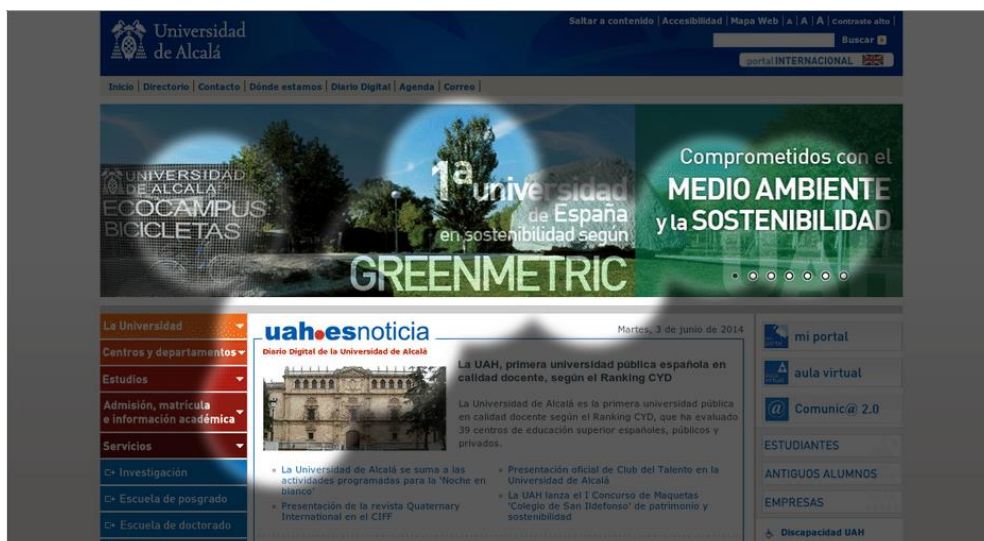 Universidad
de Alcalá
Saltar a contenido | Accesibilidad | Mapa Web | A | A | A | Contraste alto |
Buscar
portal INTERNACIONAL
Inicio | Directorio | Contacto | Dónde estamos | Diario Digital | Agenda | Correo |
UNIVERSIDAD
DE ALCALA
ECOCAMPUS
BICICLETAS
1ª
universidad
de España
en sostenibilidad según
GREENMETRIC
Comprometidos con el
MEDIO AMBIENTE
y la SOSTENIBILIDAD
UAH
La Universidad
Centros y departamentos
Estudios
Admisión, matrícula
e información académica
Servicios
Investigación
Escuela de posgrado
Escuela de doctorado
uah.esnoticia
Martes, 3 de junio de 2014
Diario Digital de la Universidad de Alcalá
La UAH, primera universidad pública española en
calidad docente, según el Ranking CYD
La Universidad de Alcalá es la primera universidad pública
en calidad docente según el Ranking CYD, que ha evaluado
39 centros de educación superior españoles, públicos y
privados.
La Universidad de Alcalá se suma a las
actividades programadas para la 'Noche en
blanco'
Presentación de la revista Quaternary
International en el CIFF
Presentación oficial de Club del Talento en la
Universidad de Alcalá
La UAH lanza el I Concurso de Maquetas
'Colegio de San Ildefonso' de patrimonio y
sostenibilidad
mi portal
aula virtual
Comunic@ 2.0
ESTUDIANTES
ANTIGUOS ALUMNOS
EMPRESAS
Discapacidad UAH